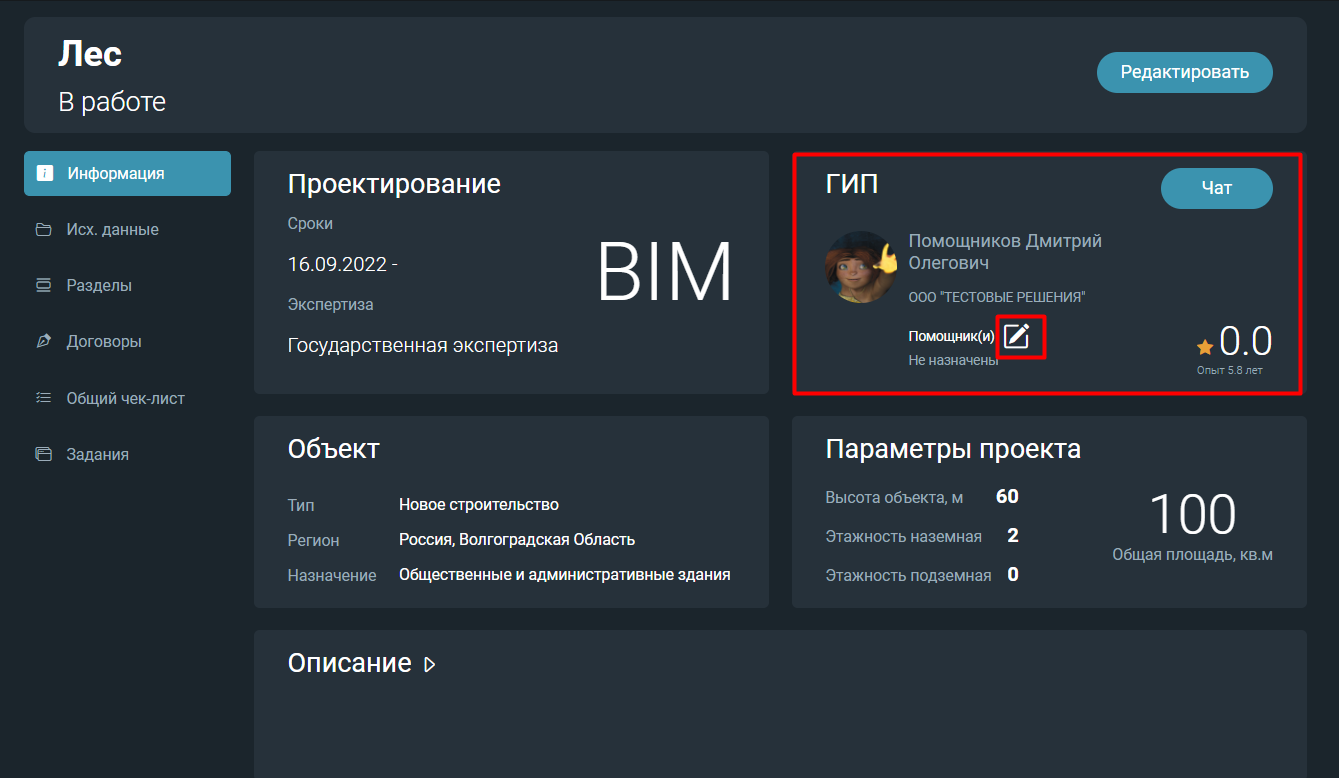 Лес
В работе
Редактировать
Информация
Исх. данные
Разделы
Договоры
Общий чек-лист
Задания
Проектирование
Сроки
16.09.2022 -
Экспертиза
Государственная экспертиза
BIM
ГИП
Чат
Помощников Дмитрий
Олегович
ООО "ТЕСТОВЫЕ РЕШЕНИЯ"
Помощник(и)
Не назначены
0.0
Опыт 5.8 лет
Объект
Тип Новое строительство
Регион Россия, Волгоградская Область
Назначение Общественные и административные здания
Параметры проекта
Высота объекта, м 60
Этажность наземная 2
Этажность подземная 0
100
Общая площадь, кв.м
Описание